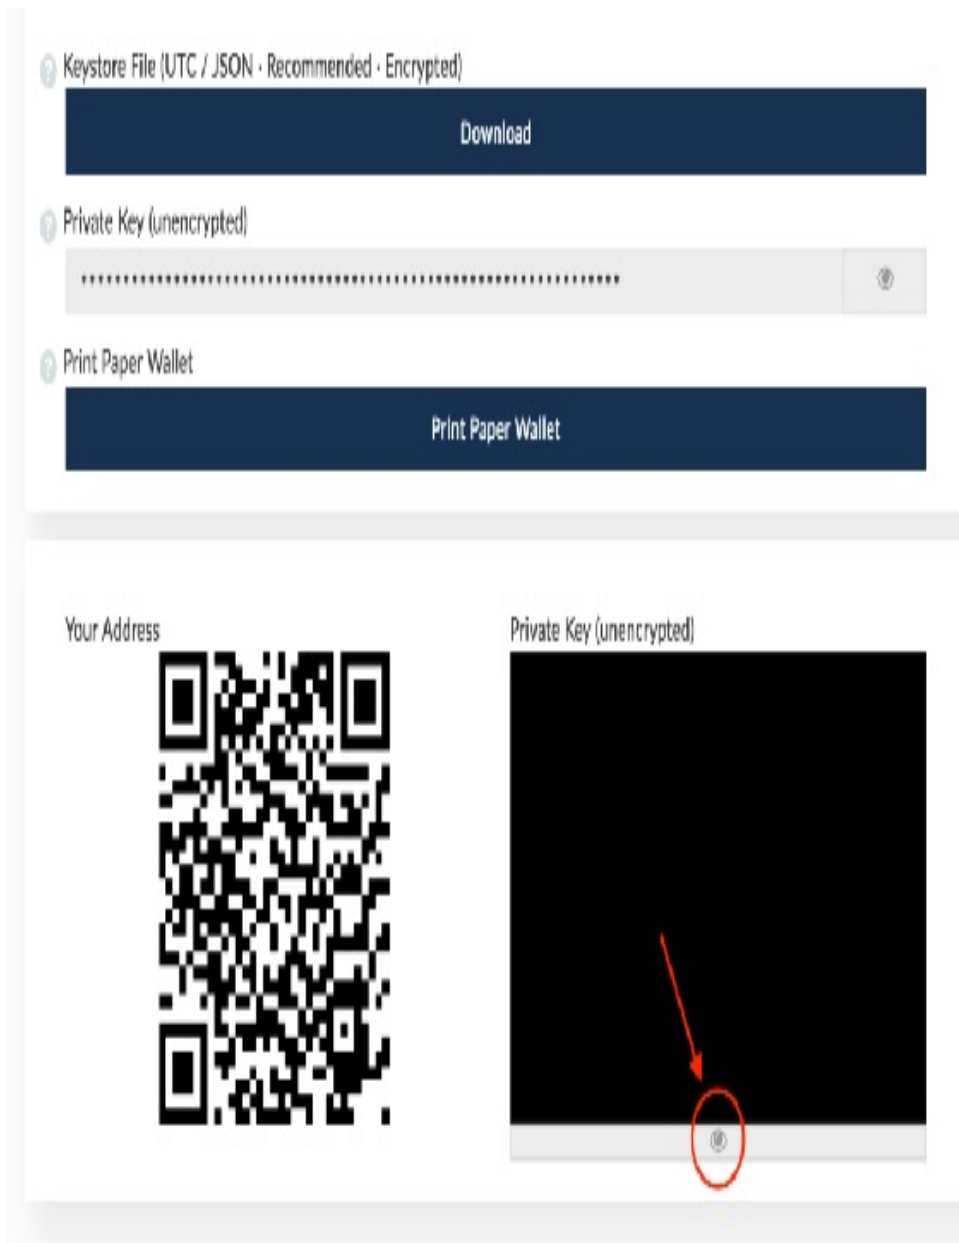 Keystore File (UTC / JSON · Recommended · Encrypted)
Download
Private Key (unencrypted)
Print Paper Wallet
Print Paper Wallet
Your Address
Private Key (unencrypted)